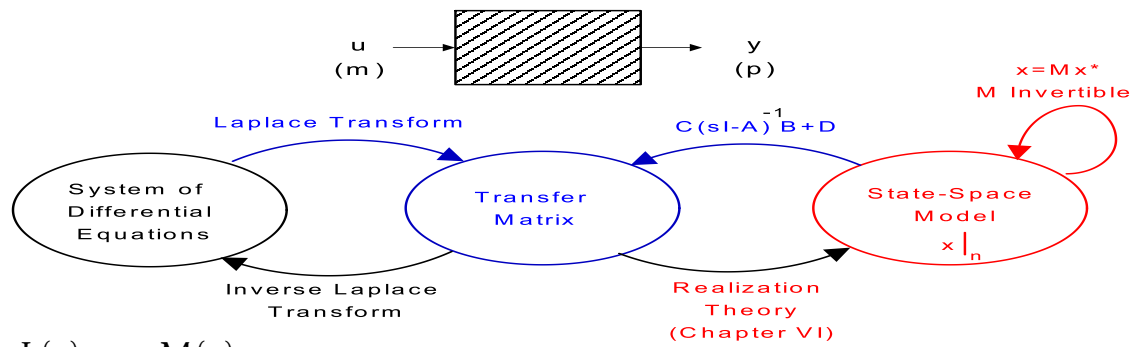 u
(m)
y
(p)
x=Mx*
M Invertible
Laplace Transform
C(sI-A)⁻¹B+D
System of
Differential
Equations
Transfer
Matrix
State-Space
Model
x|n
Inverse Laplace
Transform
Realization
Theory
(Chapter VI)